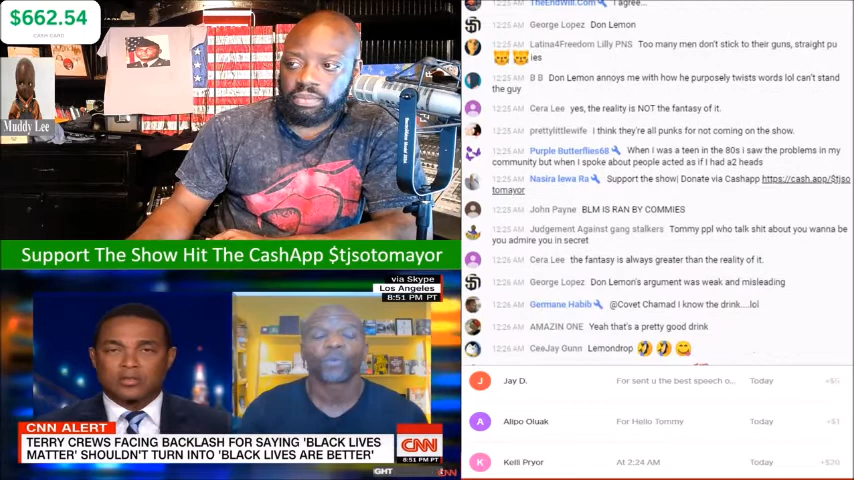 $662.54
CASH CARD
Muddy Lee
Support The Show Hit The CashApp $tjsotomayor
via Skype
Los Angeles
8:51 PM PT
CNN ALERT
TERRY CREWS FACING BACKLASH FOR SAYING 'BLACK LIVES
MATTER' SHOULDN'T TURN INTO 'BLACK LIVES ARE BETTER'
CNN
8:51 PM PT
GHT
CNN
12:25 AM TheEndWill.Com I agree...
12:25 AM George Lopez Don Lemon
12:25 AM Latina4Freedom Lilly PNS Too many men don't stick to their guns, straight pu
ies
12:25 AM B B Don Lemon annoys me with how he purposely twists words lol can't stand
the guy
12:25 AM Cera Lee yes, the reality is NOT the fantasy of it.
12:25 AM prettylittlewife I think they're all punks for not coming on the show.
12:25 AM Purple Butterflies68 When I was a teen in the 80s i saw the problems in my
community but when I spoke about people acted as if I had a2 heads
12:25 AM Nasira lewa Ra Support the show| Donate via Cashapp https://cash.app/$tjso
tomayor
12:25 AM John Payne BLM IS RAN BY COMMIES
12:26 AM Judgement Against gang stalkers Tommy ppl who talk shit about you wanna be
you admire you in secret
12:26 AM Cera Lee the fantasy is always greater than the reality of it.
12:26 AM George Lopez Don Lemon's argument was weak and misleading
12:26 AM Germane Habib @Covet Chamad I know the drink....lol
12:26 AM AMAZIN ONE Yeah that's a pretty good drink
12:26 AM CeeJay Gunn Lemondrop
J Jay D. For sent u the best speech o... Today +$5
A Alipo Oluak For Hello Tommy Today +$1
K Kelli Pryor At 2:24 AM Today +$20